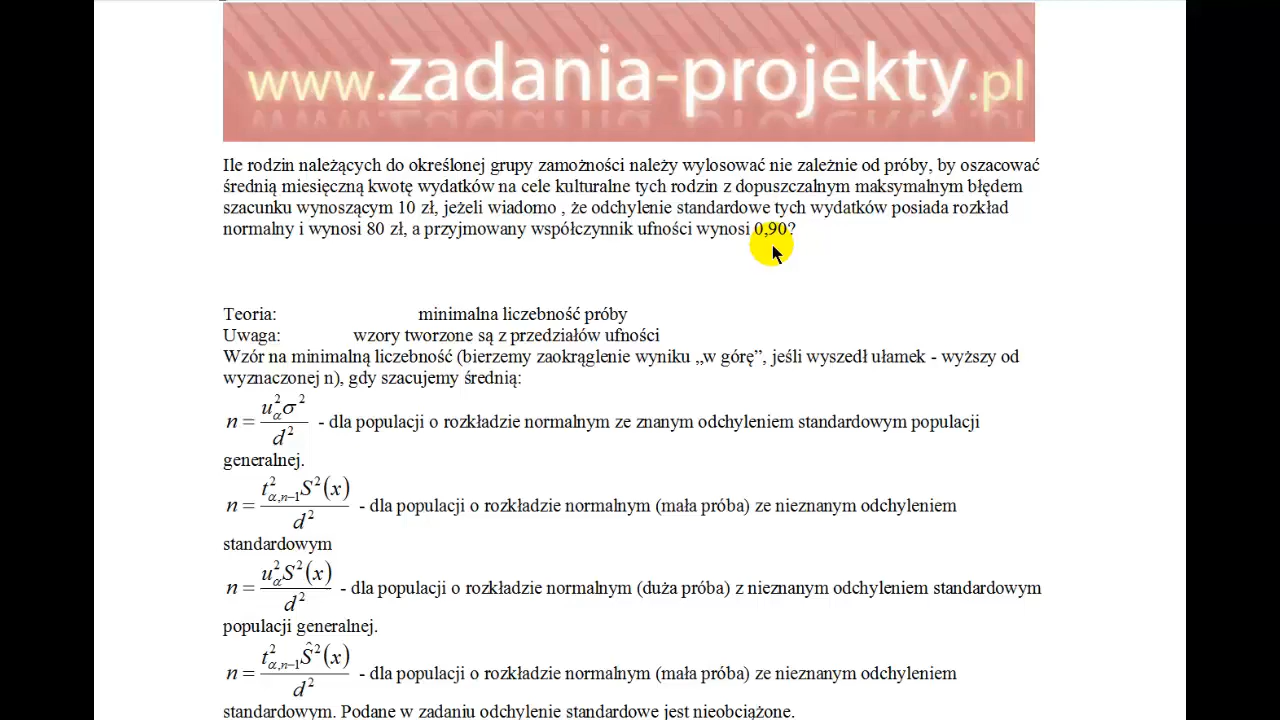 www.zadania-projekty.pl
Ile rodzin należących do określonej grupy zamożności należy wylosować nie zależnie od próby, by oszacować
średnią miesięczną kwotę wydatków na cele kulturalne tych rodzin z dopuszczalnym maksymalnym błędem
szacunku wynoszącym 10 zł, jeżeli wiadomo , że odchylenie standardowe tych wydatków posiada rozkład
normalny i wynosi 80 zł, a przyjmowany współczynnik ufności wynosi 0,90?
Teoria: minimalna liczebność próby
Uwaga: wzory tworzone są z przedziałów ufności
Wzór na minimalną liczebność (bierzemy zaokrąglenie wyniku „w górę”, jeśli wyszedł ułamek - wyższy od
wyznaczonej n), gdy szacujemy średnią:
n = \frac{u_α^2 σ^2}{d^2} - dla populacji o rozkładzie normalnym ze znanym odchyleniem standardowym populacji
generalnej.
n = \frac{t_{α,n-1}^2 S^2(x)}{d^2} - dla populacji o rozkładzie normalnym (mała próba) ze nieznanym odchyleniem
standardowym
n = \frac{u_α^2 S^2(x)}{d^2} - dla populacji o rozkładzie normalnym (duża próba) z nieznanym odchyleniem standardowym
populacji generalnej.
n = \frac{t_{α,n-1}^2 Ŝ^2(x)}{d^2} - dla populacji o rozkładzie normalnym (mała próba) ze nieznanym odchyleniem
standardowym. Podane w zadaniu odchylenie standardowe jest nieobciążone.